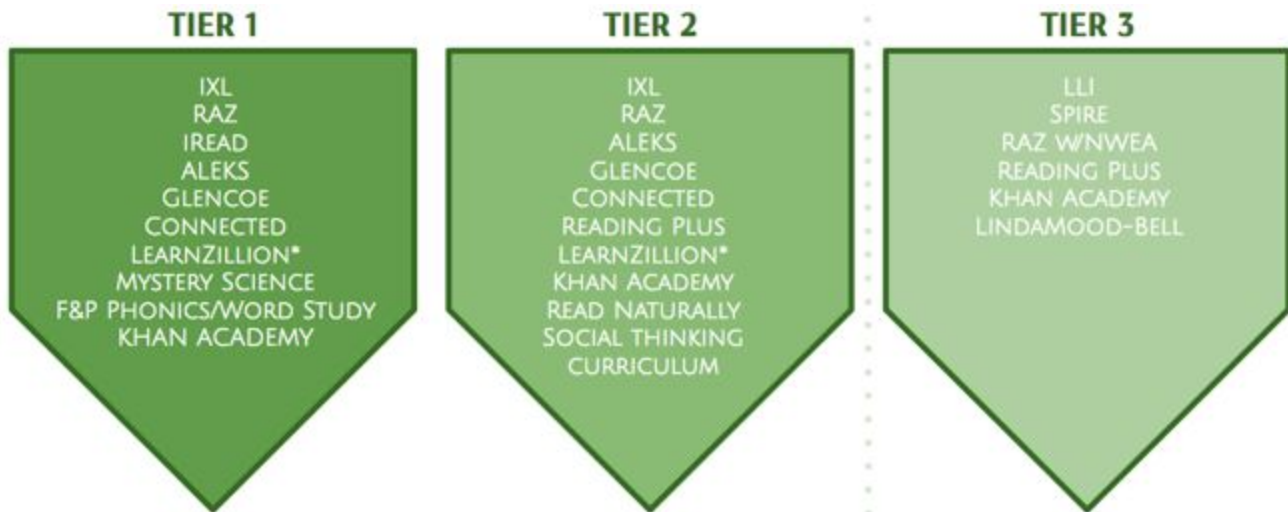 TIER 1
IXL
RAZ
IREAD
ALEKS
GLENCOE
CONNECTED
LEARNZILLION*
MYSTERY SCIENCE
F&P PHONICS/WORD STUDY
KHAN ACADEMY
TIER 2
IXL
RAZ
ALEKS
GLENCOE
CONNECTED
READING PLUS
LEARNZILLION*
KHAN ACADEMY
READ NATURALLY
SOCIAL THINKING
CURRICULUM
TIER 3
LLI
SPIRE
RAZ W/NWEA
READING PLUS
KHAN ACADEMY
LINDAMOOD-BELL